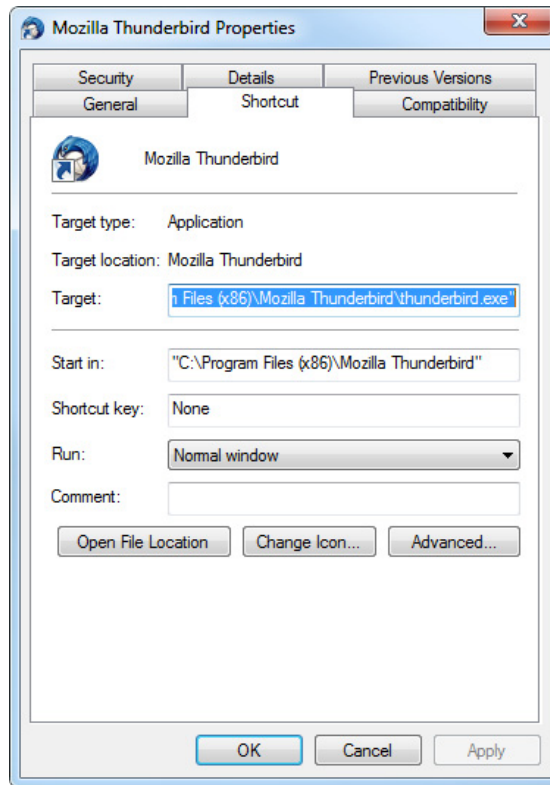 Mozilla Thunderbird Properties
Security Details Previous Versions
General Shortcut Compatibility
Mozilla Thunderbird
Target type: Application
Target location: Mozilla Thunderbird
Target: Files (x86)\Mozilla Thunderbird\thunderbird.exe"
Start in: "C:\Program Files (x86)\Mozilla Thunderbird"
Shortcut key: None
Run: Normal window
Comment:
Open File Location Change Icon... Advanced...
OK Cancel Apply